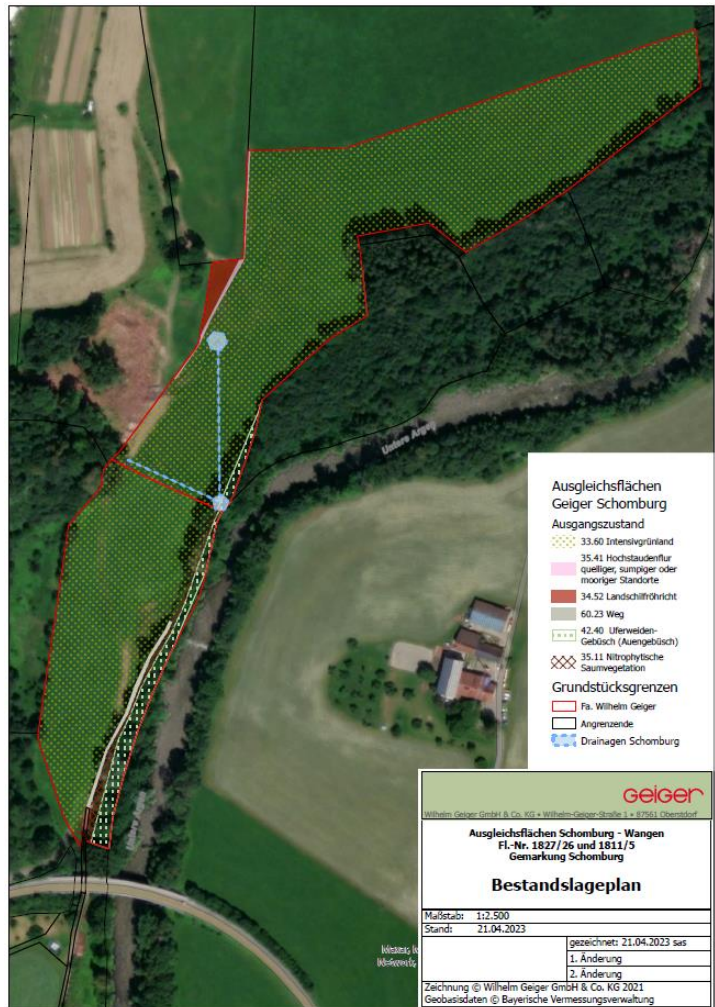 Untere Argen
Untere Argen
Ausgleichsflächen
Geiger Schomburg
Ausgangszustand
33.60 Intensivgrünland
35.41 Hochstaudenflur
quelliger, sumpiger oder
mooriger Standorte
34.52 Landschilfröhricht
60.23 Weg
42.40 Uferweiden-
Gebüsch (Auengebüsch)
35.11 Nitrophytische
Saumvegetation
Grundstücksgrenzen
Fa. Wilhelm Geiger
Angrenzende
Drainagen Schomburg
geiger
Wilhelm Geiger GmbH & Co. KG • Wilhelm-Geiger-Straße 1 • 87561 Oberstdorf
Ausgleichsflächen Schomburg - Wangen
Fl.-Nr. 1827/26 und 1811/5
Gemarkung Schomburg
Bestandslageplan
Maßstab: 1:2.500
Stand: 21.04.2023
gezeichnet: 21.04.2023 sas
1. Änderung
2. Änderung
Zeichnung © Wilhelm Geiger GmbH & Co. KG 2021
Geobasisdaten © Bayerische Vermessungsverwaltung